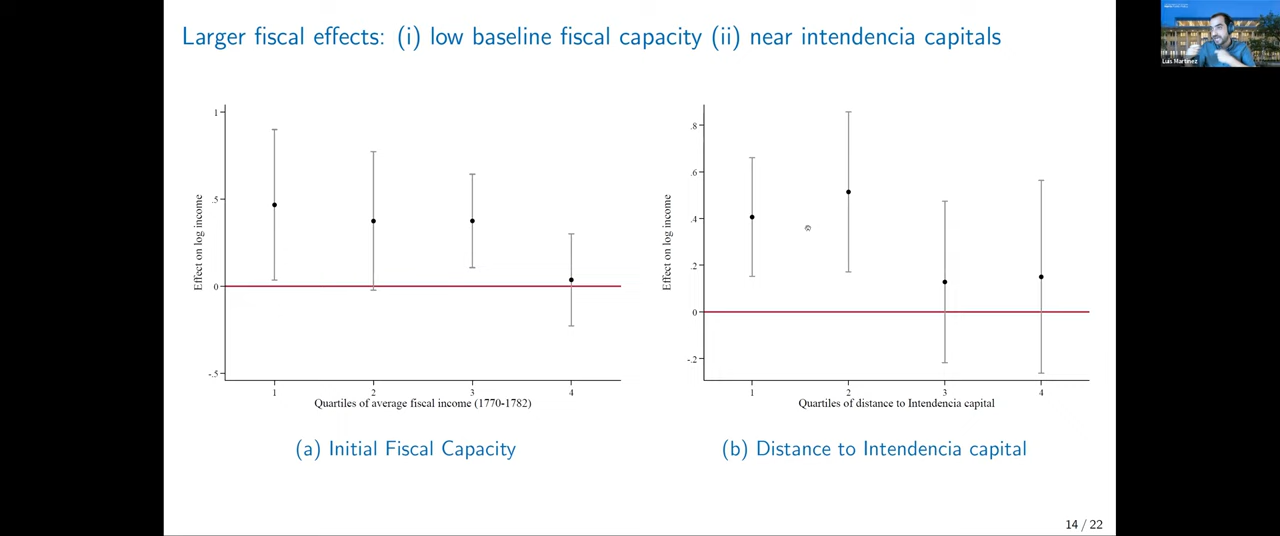 Larger fiscal effects: (i) low baseline fiscal capacity (ii) near intendencia capitals
Luis Martinez
1
.5
0
-.5
Effect on log income
1 2 3 4
Quartiles of average fiscal income (1770-1782)
(a) Initial Fiscal Capacity
.8
.6
.4
.2
0
-.2
Effect on log income
1 2 3 4
Quartiles of distance to Intendencia capital
(b) Distance to Intendencia capital
14 / 22